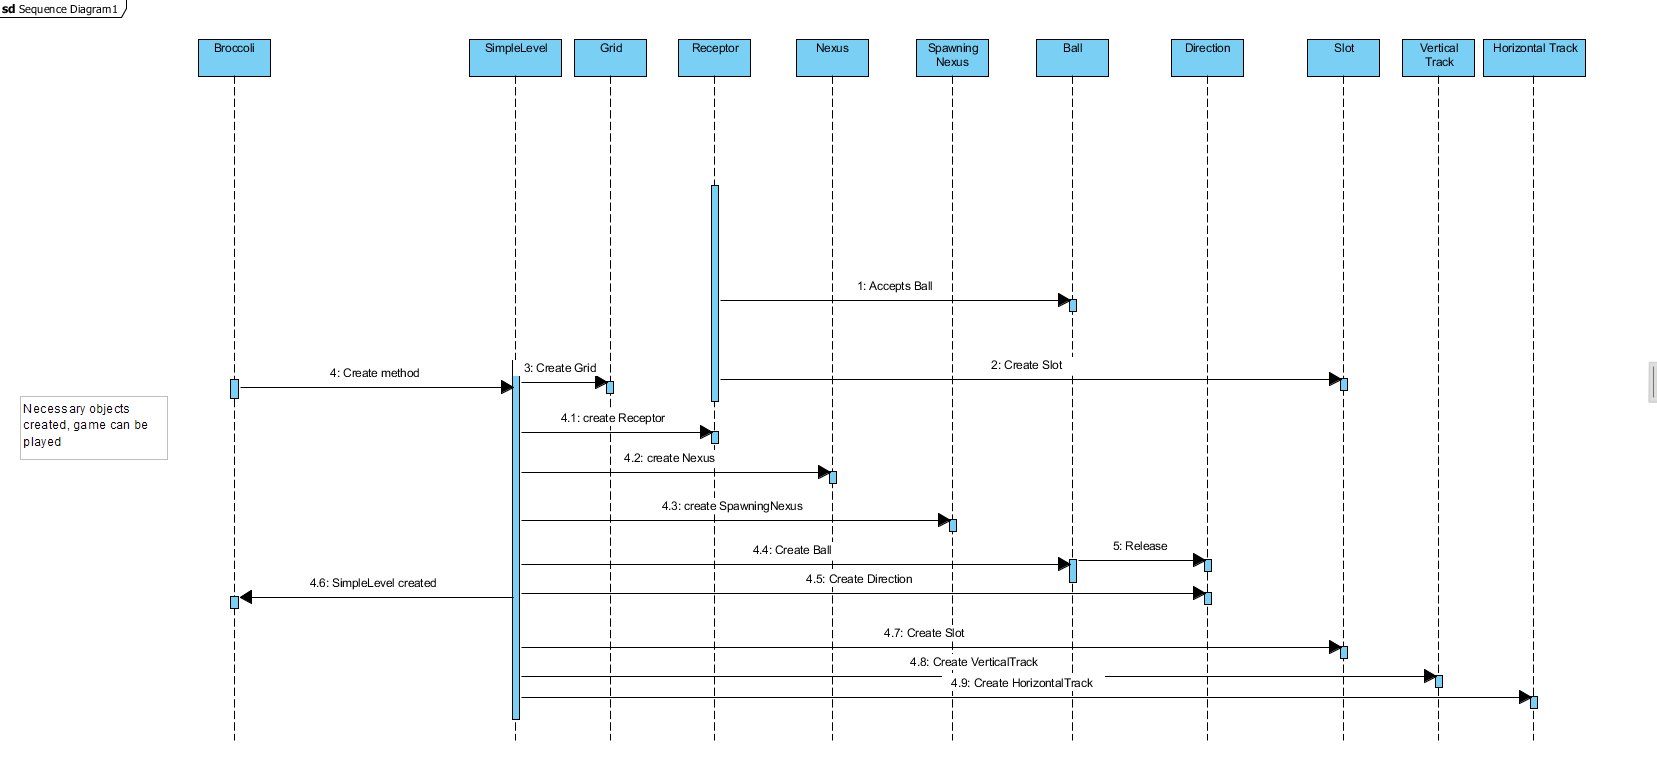 sd Sequence Diagram1
Broccoli
SimpleLevel
Grid
Receptor
Nexus
Spawning
Nexus
Ball
Direction
Slot
Vertical
Track
Horizontal Track
1: Accepts Ball
2: Create Slot
3: Create Grid
4: Create method
Necessary objects
created, game can be
played
4.1: create Receptor
4.2: create Nexus
4.3: create SpawningNexus
4.4: Create Ball
5: Release
4.5: Create Direction
4.6: SimpleLevel created
4.7: Create Slot
4.8: Create VerticalTrack
4.9: Create HorizontalTrack